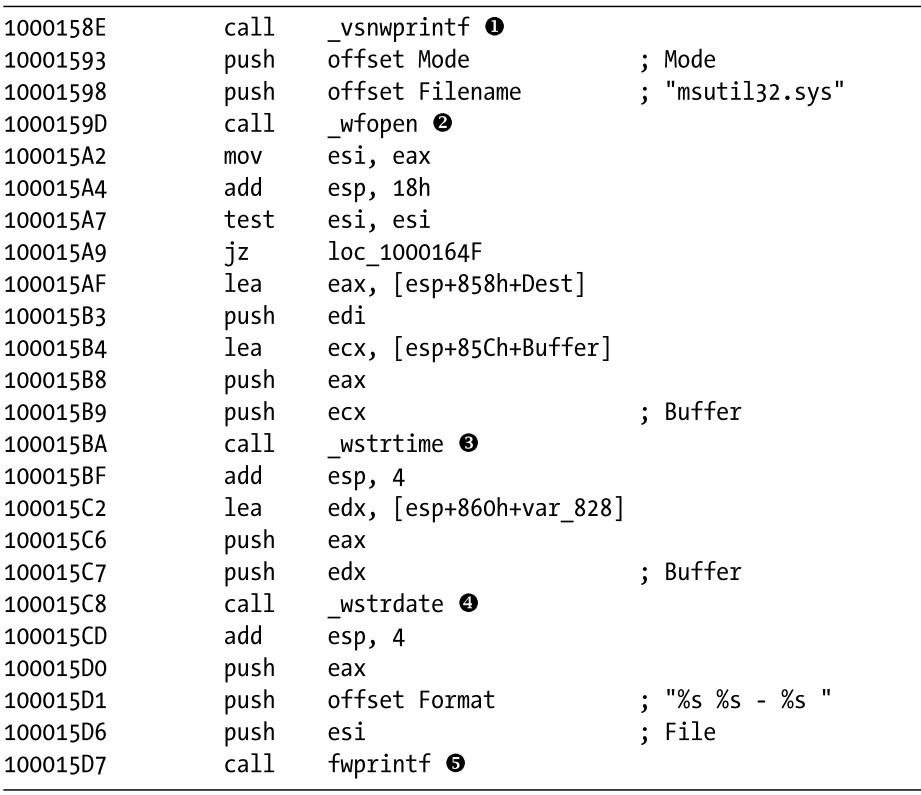 1000158E call _vsnwprintf ❶
10001593 push offset Mode ; Mode
10001598 push offset Filename ; "msutil32.sys"
1000159D call _wfopen ❷
100015A2 mov esi, eax
100015A4 add esp, 18h
100015A7 test esi, esi
100015A9 jz loc_1000164F
100015AF lea eax, [esp+858h+Dest]
100015B3 push edi
100015B4 lea ecx, [esp+85Ch+Buffer]
100015B8 push eax
100015B9 push ecx ; Buffer
100015BA call _wstrtime ❸
100015BF add esp, 4
100015C2 lea edx, [esp+860h+var_828]
100015C6 push eax
100015C7 push edx ; Buffer
100015C8 call _wstrdate ❹
100015CD add esp, 4
100015D0 push eax
100015D1 push offset Format ; "%s %s - %s "
100015D6 push esi ; File
100015D7 call fwprintf ❺